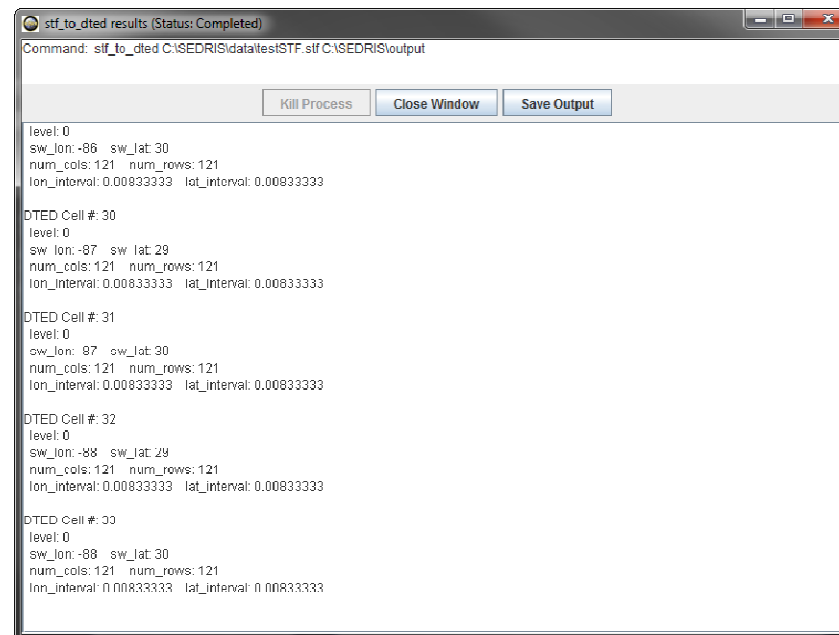 stf_to_dted results (Status: Completed)
Command: stf_to_dted C:\SEDRIS\data\testSTF.stf C:\SEDRIS\output
Kill Process Close Window Save Output
level: 0
sw_lon: -86 sw_lat: 30
num_cols: 121 num_rows: 121
lon_interval: 0.00833333 lat_interval: 0.00833333
DTED Cell #: 30
level: 0
sw_lon: -87 sw_lat: 29
num_cols: 121 num_rows: 121
lon_interval: 0.00833333 lat_interval: 0.00833333
DTED Cell #: 31
level: 0
sw_lon: -87 sw_lat: 30
num_cols: 121 num_rows: 121
lon_interval: 0.00833333 lat_interval: 0.00833333
DTED Cell #: 32
level: 0
sw_lon: -88 sw_lat: 29
num_cols: 121 num_rows: 121
lon_interval: 0.00833333 lat_interval: 0.00833333
DTED Cell #: 33
level: 0
sw_lon: -88 sw_lat: 30
num_cols: 121 num_rows: 121
lon_interval: 0.00833333 lat_interval: 0.00833333